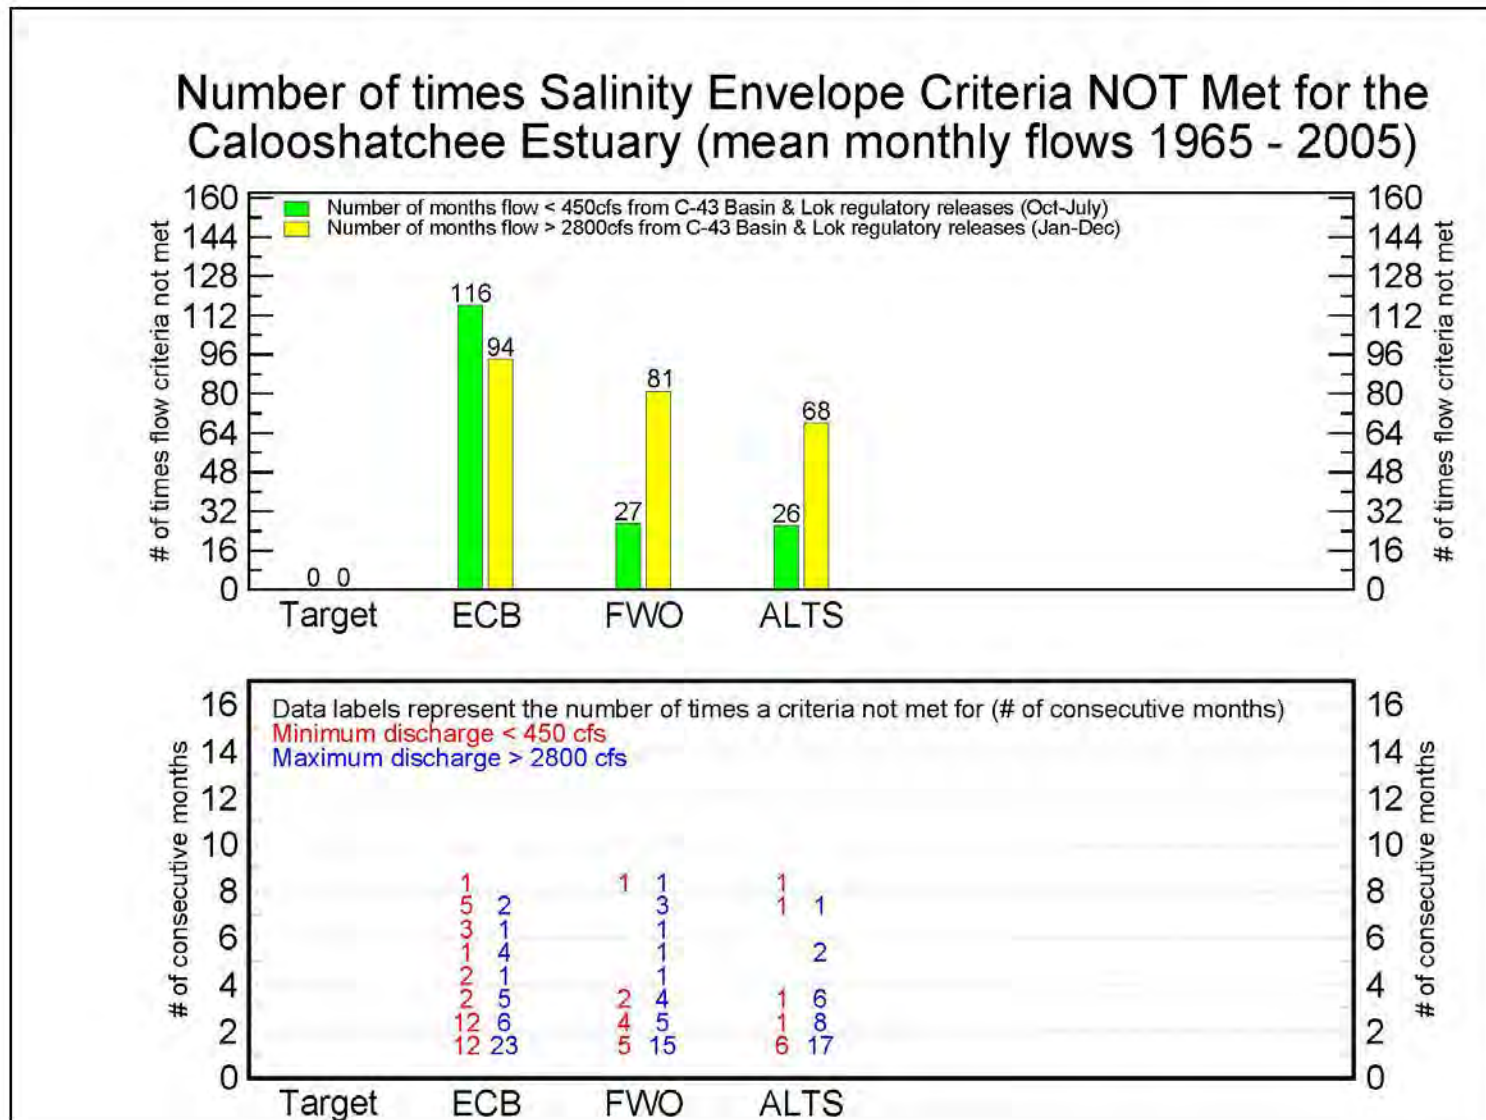 Number of times Salinity Envelope Criteria NOT Met for the
Calooshatchee Estuary (mean monthly flows 1965 - 2005)
160 160
Number of months flow < 450cfs from C-43 Basin & Lok regulatory releases (Oct-July)
144 144
Number of months flow > 2800cfs from C-43 Basin & Lok regulatory releases (Jan-Dec)
128 128
116
112 112
96 94 96
80 81 80
64 68 64
48 48
32 27 26 32
16 16
0 0 0 0
# of times flow criteria not met
# of times flow criteria not met
Target ECB FWO ALTS
16 16
Data labels represent the number of times a criteria not met for (# of consecutive months)
Minimum discharge < 450 cfs
14 14
Maximum discharge > 2800 cfs
12 12
10 10
8 1 1 1 1 8
5 2 3 1 1
6 3 1 1 6
1 4 1 2
4 2 1 1 4
2 5 2 4 1 6
2 12 6 4 5 1 8 2
12 23 5 15 6 17
0 0
# of consecutive months
# of consecutive months
Target ECB FWO ALTS